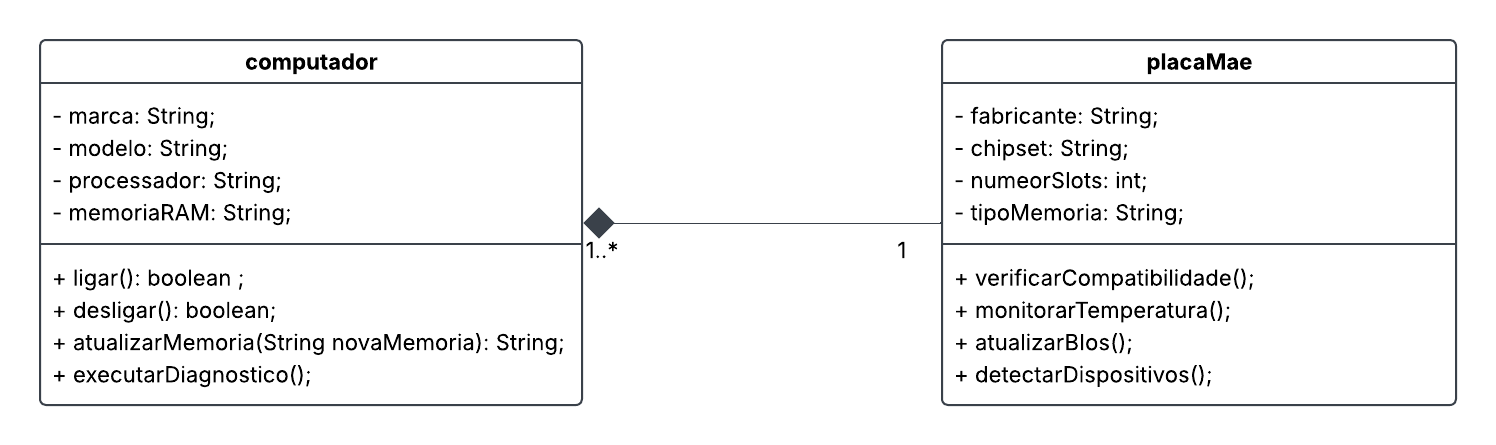 computador
- marca: String;
- modelo: String;
- processador: String;
- memoriaRAM: String;
+ ligar(): boolean ;
+ desligar(): boolean;
+ atualizarMemoria(String novaMemoria): String;
+ executarDiagnostico();
1..*
1
placaMae
- fabricante: String;
- chipset: String;
- numeorSlots: int;
- tipoMemoria: String;
+ verificarCompatibilidade();
+ monitorarTemperatura();
+ atualizarBIos();
+ detectarDispositivos();